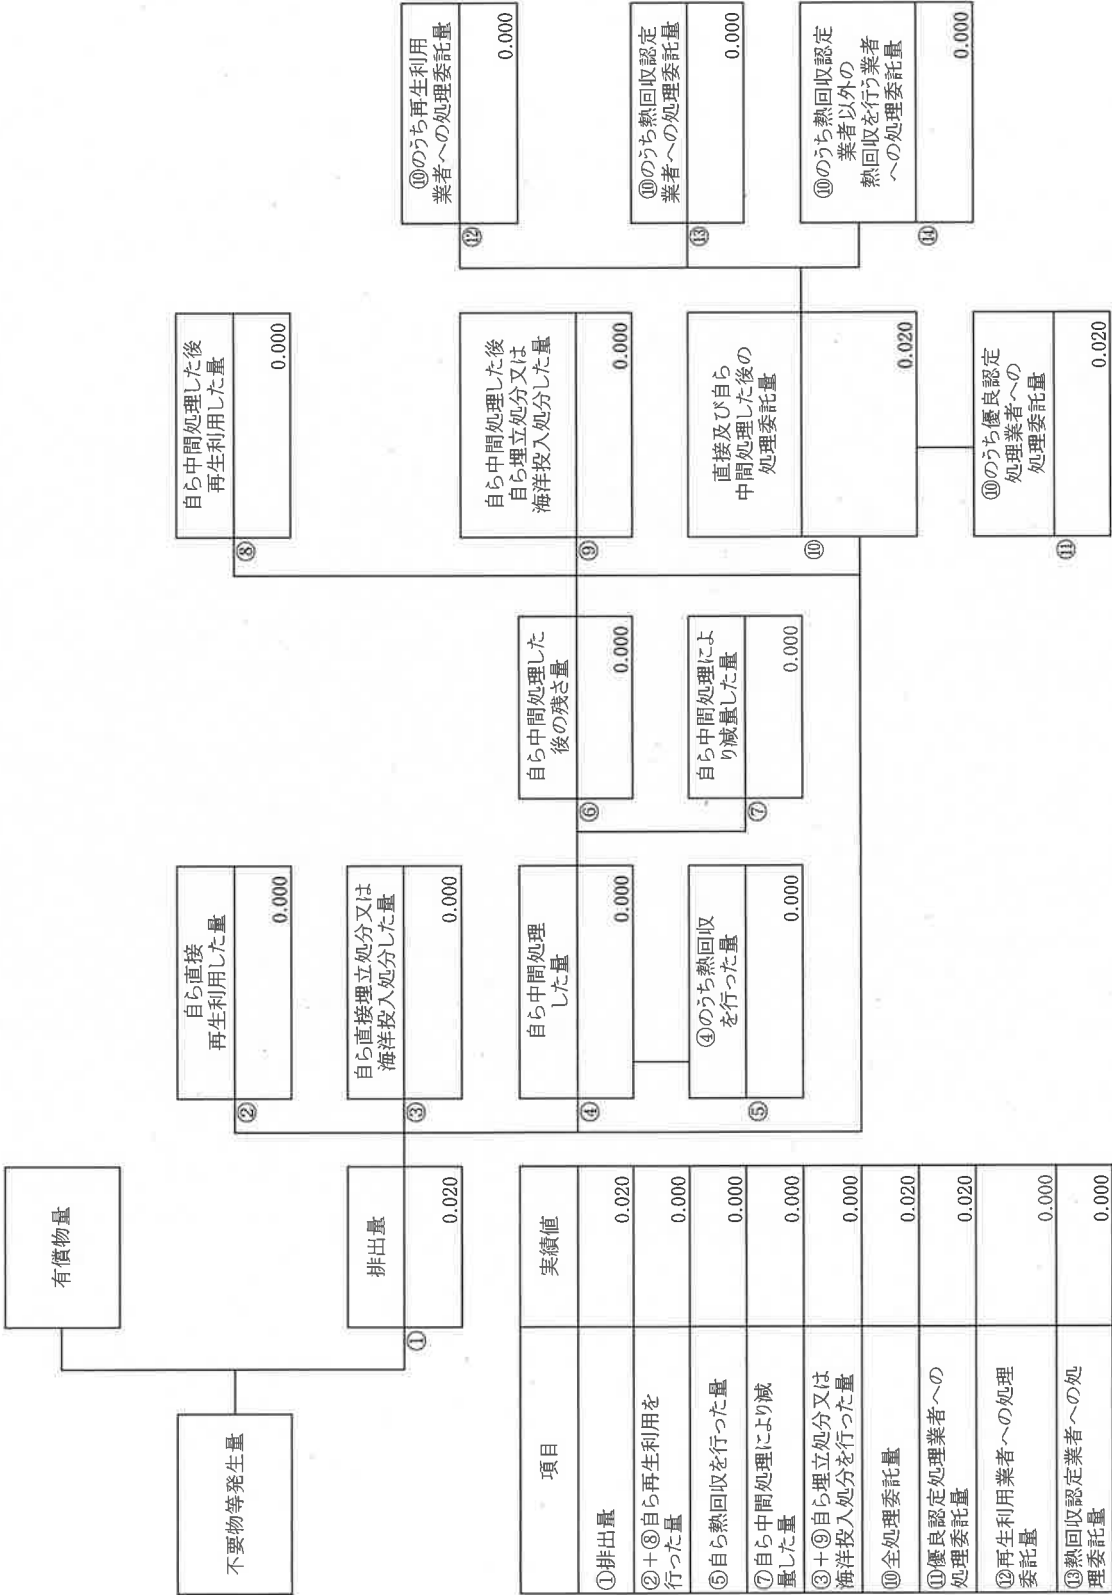 不要物等発生量
有償物量
①
排出量
0.020
②
自ら直接
再生利用した量
0.000
③
自ら直接埋立処分又は
海洋投入処分した量
0.000
④
自ら中間処理
した量
0.000
⑤
④のうち熱回収
を行った量
0.000
⑥
自ら中間処理した
後の残さ量
0.000
⑦
自ら中間処理によ
り減量した量
0.000
⑧
自ら中間処理した後
再生利用した量
0.000
⑨
自ら中間処理した後
自ら埋立処分又は
海洋投入処分した量
0.000
⑩
直接及び自ら
中間処理した後の
処理委託量
0.020
⑪
⑩のうち優良認定
処理業者への
処理委託量
0.020
⑫
⑩のうち再生利用
業者への処理委託量
0.000
⑬
⑩のうち熱回収認定
業者への処理委託量
0.000
⑭
⑩のうち熱回収認定
業者以外の
熱回収を行う業者
への処理委託量
0.000
項目
実績値
①排出量
0.020
②+⑧自ら再生利用を
行った量
0.000
⑤自ら熱回収を行った量
0.000
⑦自ら中間処理により減
量した量
0.000
③+⑨自ら埋立処分又は
海洋投入処分を行った量
0.000
⑩全処理委託量
0.020
⑪優良認定処理業者への
処理委託量
0.020
⑫再生利用業者への処理
委託量
0.000
⑬熱回収認定業者への処
理委託量
0.000